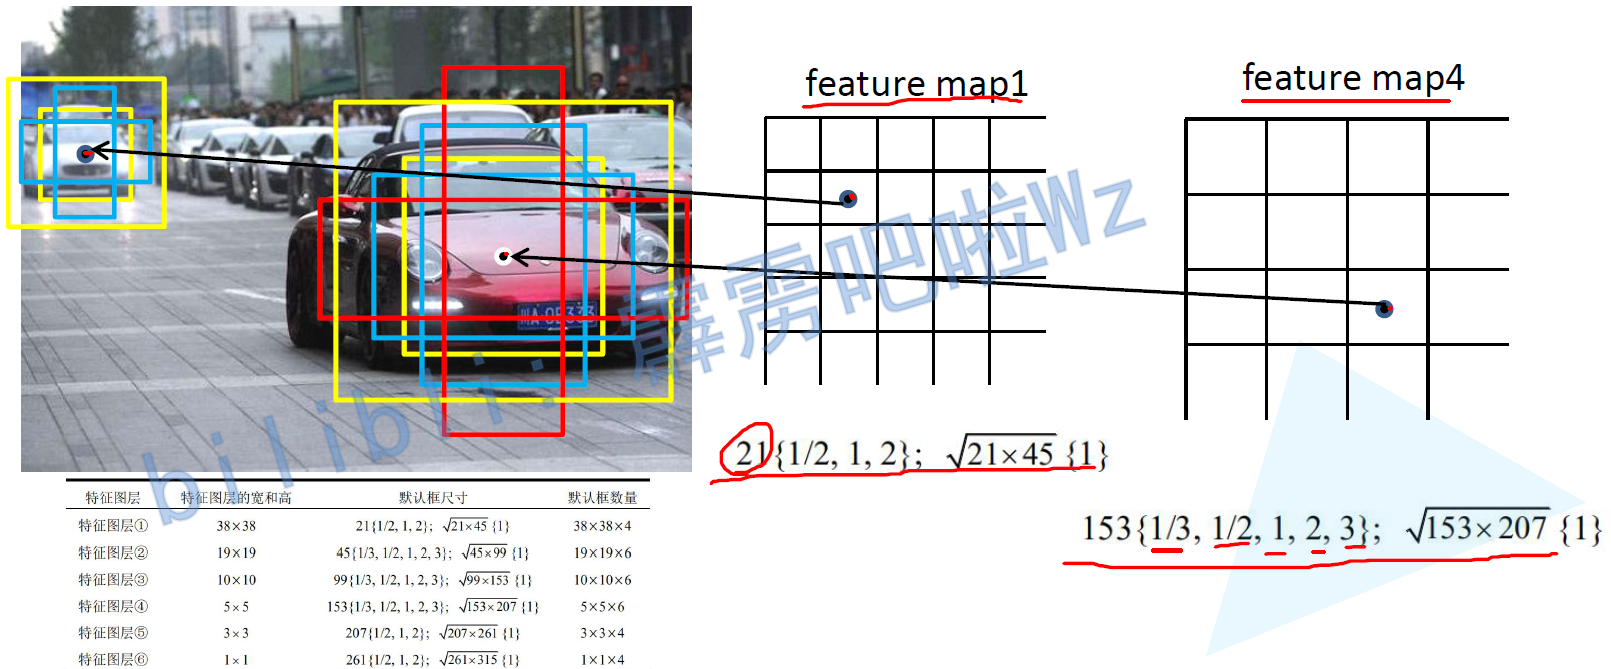 feature map1
feature map4
川A·0E333
bilibili: 霹雳吧啦Wz
21{1/2, 1, 2}; √21×45 {1}
153{1/3, 1/2, 1, 2, 3}; √153×207 {1}
特征图层 特征图层的宽和高 默认框尺寸 默认框数量
特征图层① 38×38 21{1/2, 1, 2}; √21×45 {1} 38×38×4
特征图层② 19×19 45{1/3, 1/2, 1, 2, 3}; √45×99 {1} 19×19×6
特征图层③ 10×10 99{1/3, 1/2, 1, 2, 3}; √99×153 {1} 10×10×6
特征图层④ 5×5 153{1/3, 1/2, 1, 2, 3}; √153×207 {1} 5×5×6
特征图层⑤ 3×3 207{1/2, 1, 2}; √207×261 {1} 3×3×4
特征图层⑥ 1×1 261{1/2, 1, 2}; √261×315 {1} 1×1×4